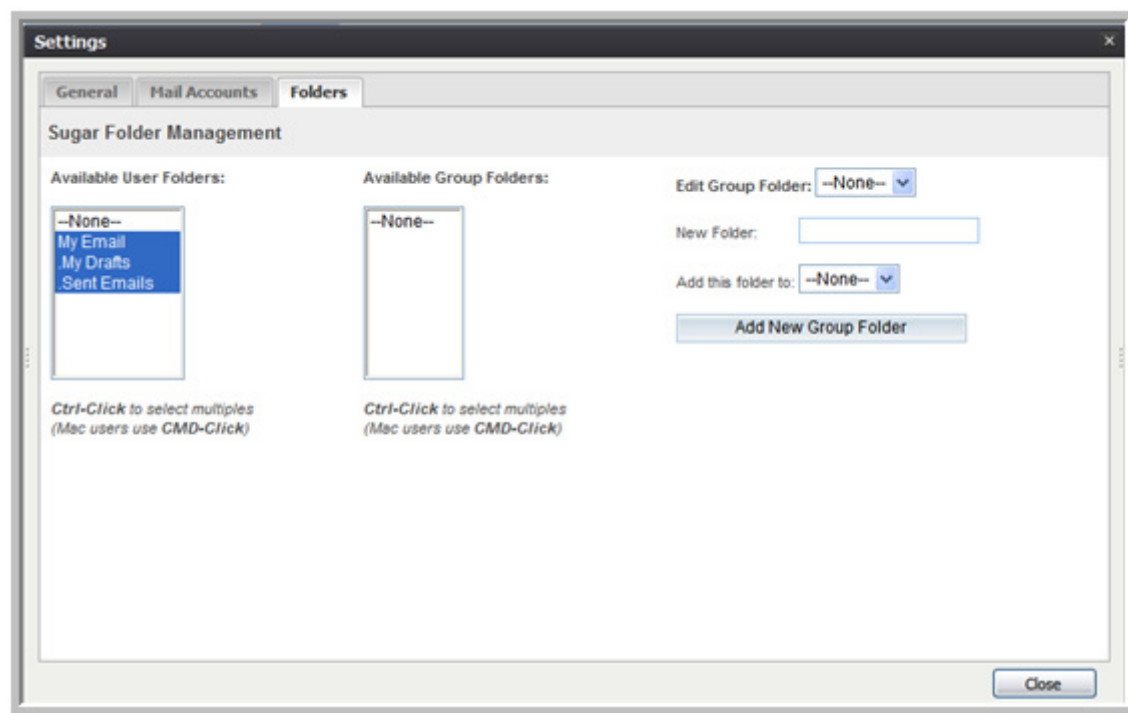 Settings
×
General Mail Accounts Folders
Sugar Folder Management
Available User Folders:
--None--
My Email
.My Drafts
.Sent Emails
Ctrl-Click to select multiples
(Mac users use CMD-Click)
Available Group Folders:
--None--
Ctrl-Click to select multiples
(Mac users use CMD-Click)
Edit Group Folder: --None--
New Folder:
Add this folder to: --None--
Add New Group Folder
Close